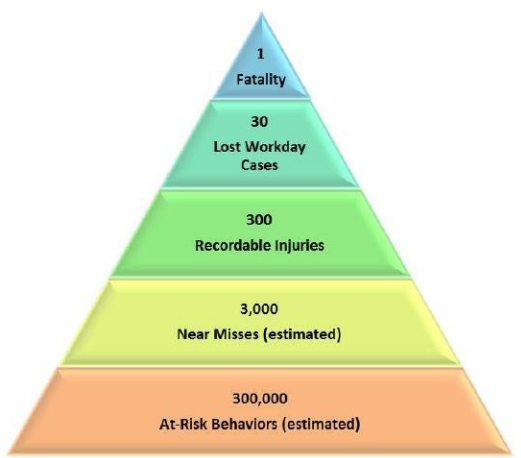 1
Fatality
30
Lost Workday
Cases
300
Recordable Injuries
3,000
Near Misses (estimated)
300,000
At-Risk Behaviors (estimated)